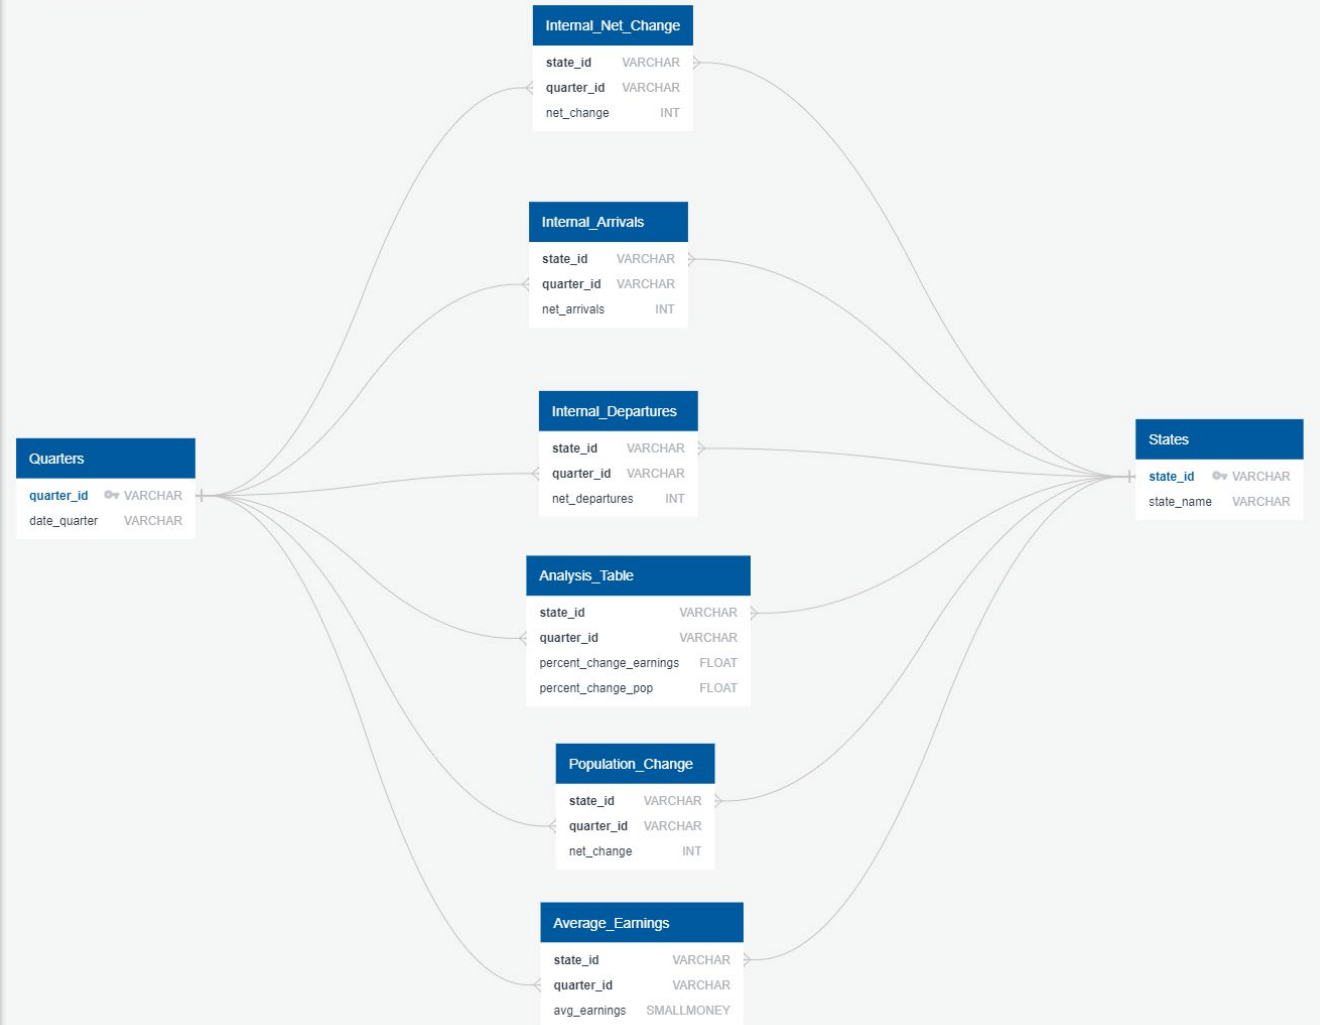 Internal_Net_Change
state_id VARCHAR
quarter_id VARCHAR
net_change INT
Internal_Arrivals
state_id VARCHAR
quarter_id VARCHAR
net_arrivals INT
Internal_Departures
state_id VARCHAR
quarter_id VARCHAR
net_departures INT
Quarters
quarter_id VARCHAR
date_quarter VARCHAR
States
state_id VARCHAR
state_name VARCHAR
Analysis_Table
state_id VARCHAR
quarter_id VARCHAR
percent_change_earnings FLOAT
percent_change_pop FLOAT
Population_Change
state_id VARCHAR
quarter_id VARCHAR
net_change INT
Average_Earnings
state_id VARCHAR
quarter_id VARCHAR
avg_earnings SMALLMONEY